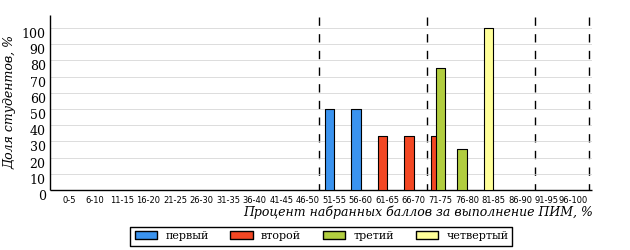 Доля студентов, %
100
90
80
70
60
50
40
30
20
10
0
0-5 6-10 11-15 16-20 21-25 26-30 31-35 36-40 41-45 46-50 51-55 56-60 61-65 66-70 71-75 76-80 81-85 86-90 91-95 96-100
Процент набранных баллов за выполнение ПИМ, %
первый второй третий четвертый